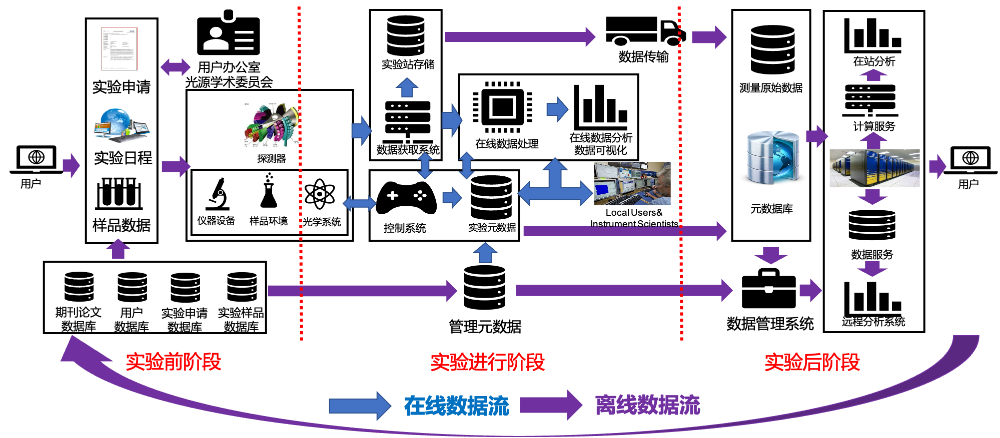 用户
实验申请
实验日程
样品数据
用户办公室
光源学术委员会
探测器
仪器设备
样品环境
光学系统
期刊论文
数据库
用户
数据库
实验申请
数据库
实验样品
数据库
实验站存储
数据获取系统
在线数据处理
在线数据分析
数据可视化
控制系统
实验元数据
Local Users&
Instrument Scientists
管理元数据
数据传输
测量原始数据
元数据库
数据管理系统
在站分析
计算服务
数据服务
远程分析系统
用户
实验前阶段
实验进行阶段
实验后阶段
在线数据流
离线数据流